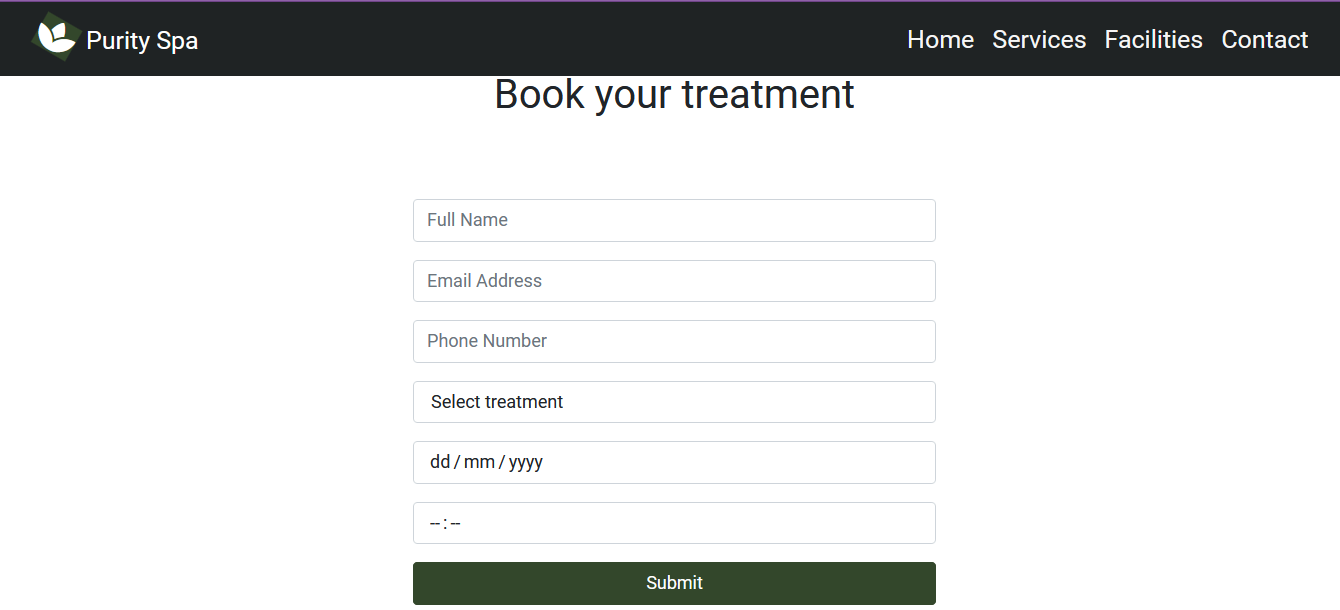 Purity Spa Home Services Facilities Contact
Book your treatment
Full Name
Email Address
Phone Number
Select treatment
dd/mm/yyyy
--:--
Submit